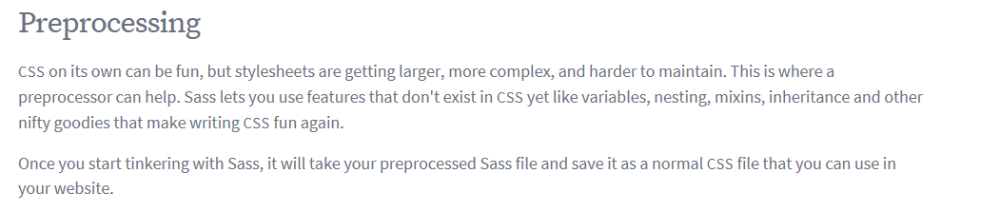 Preprocessing
CSS on its own can be fun, but stylesheets are getting larger, more complex, and harder to maintain. This is where a
preprocessor can help. Sass lets you use features that don't exist in CSS yet like variables, nesting, mixins, inheritance and other
nifty goodies that make writing CSS fun again.
Once you start tinkering with Sass, it will take your preprocessed Sass file and save it as a normal CSS file that you can use in
your website.